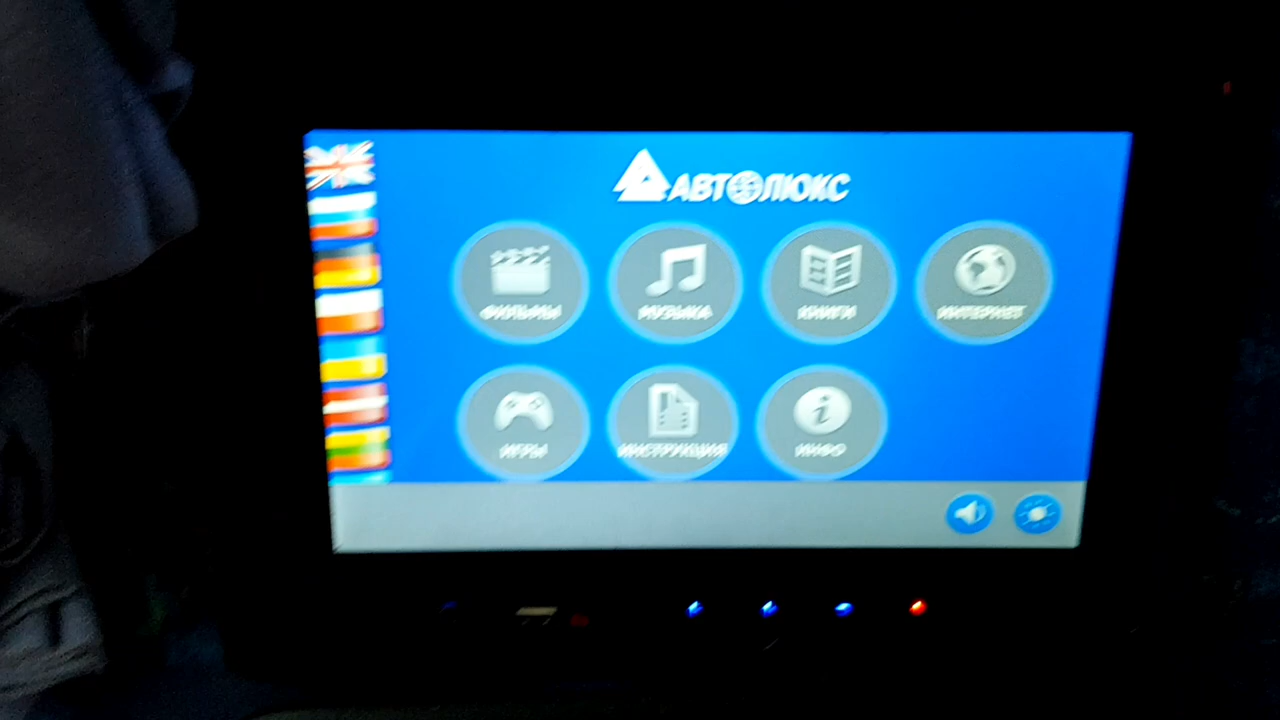 АВТОЛЮКС
ФИЛЬМЫ МУЗЫКА КНИГИ ИНТЕРНЕТ
ИГРЫ ИНСТРУКЦИЯ ИНФО